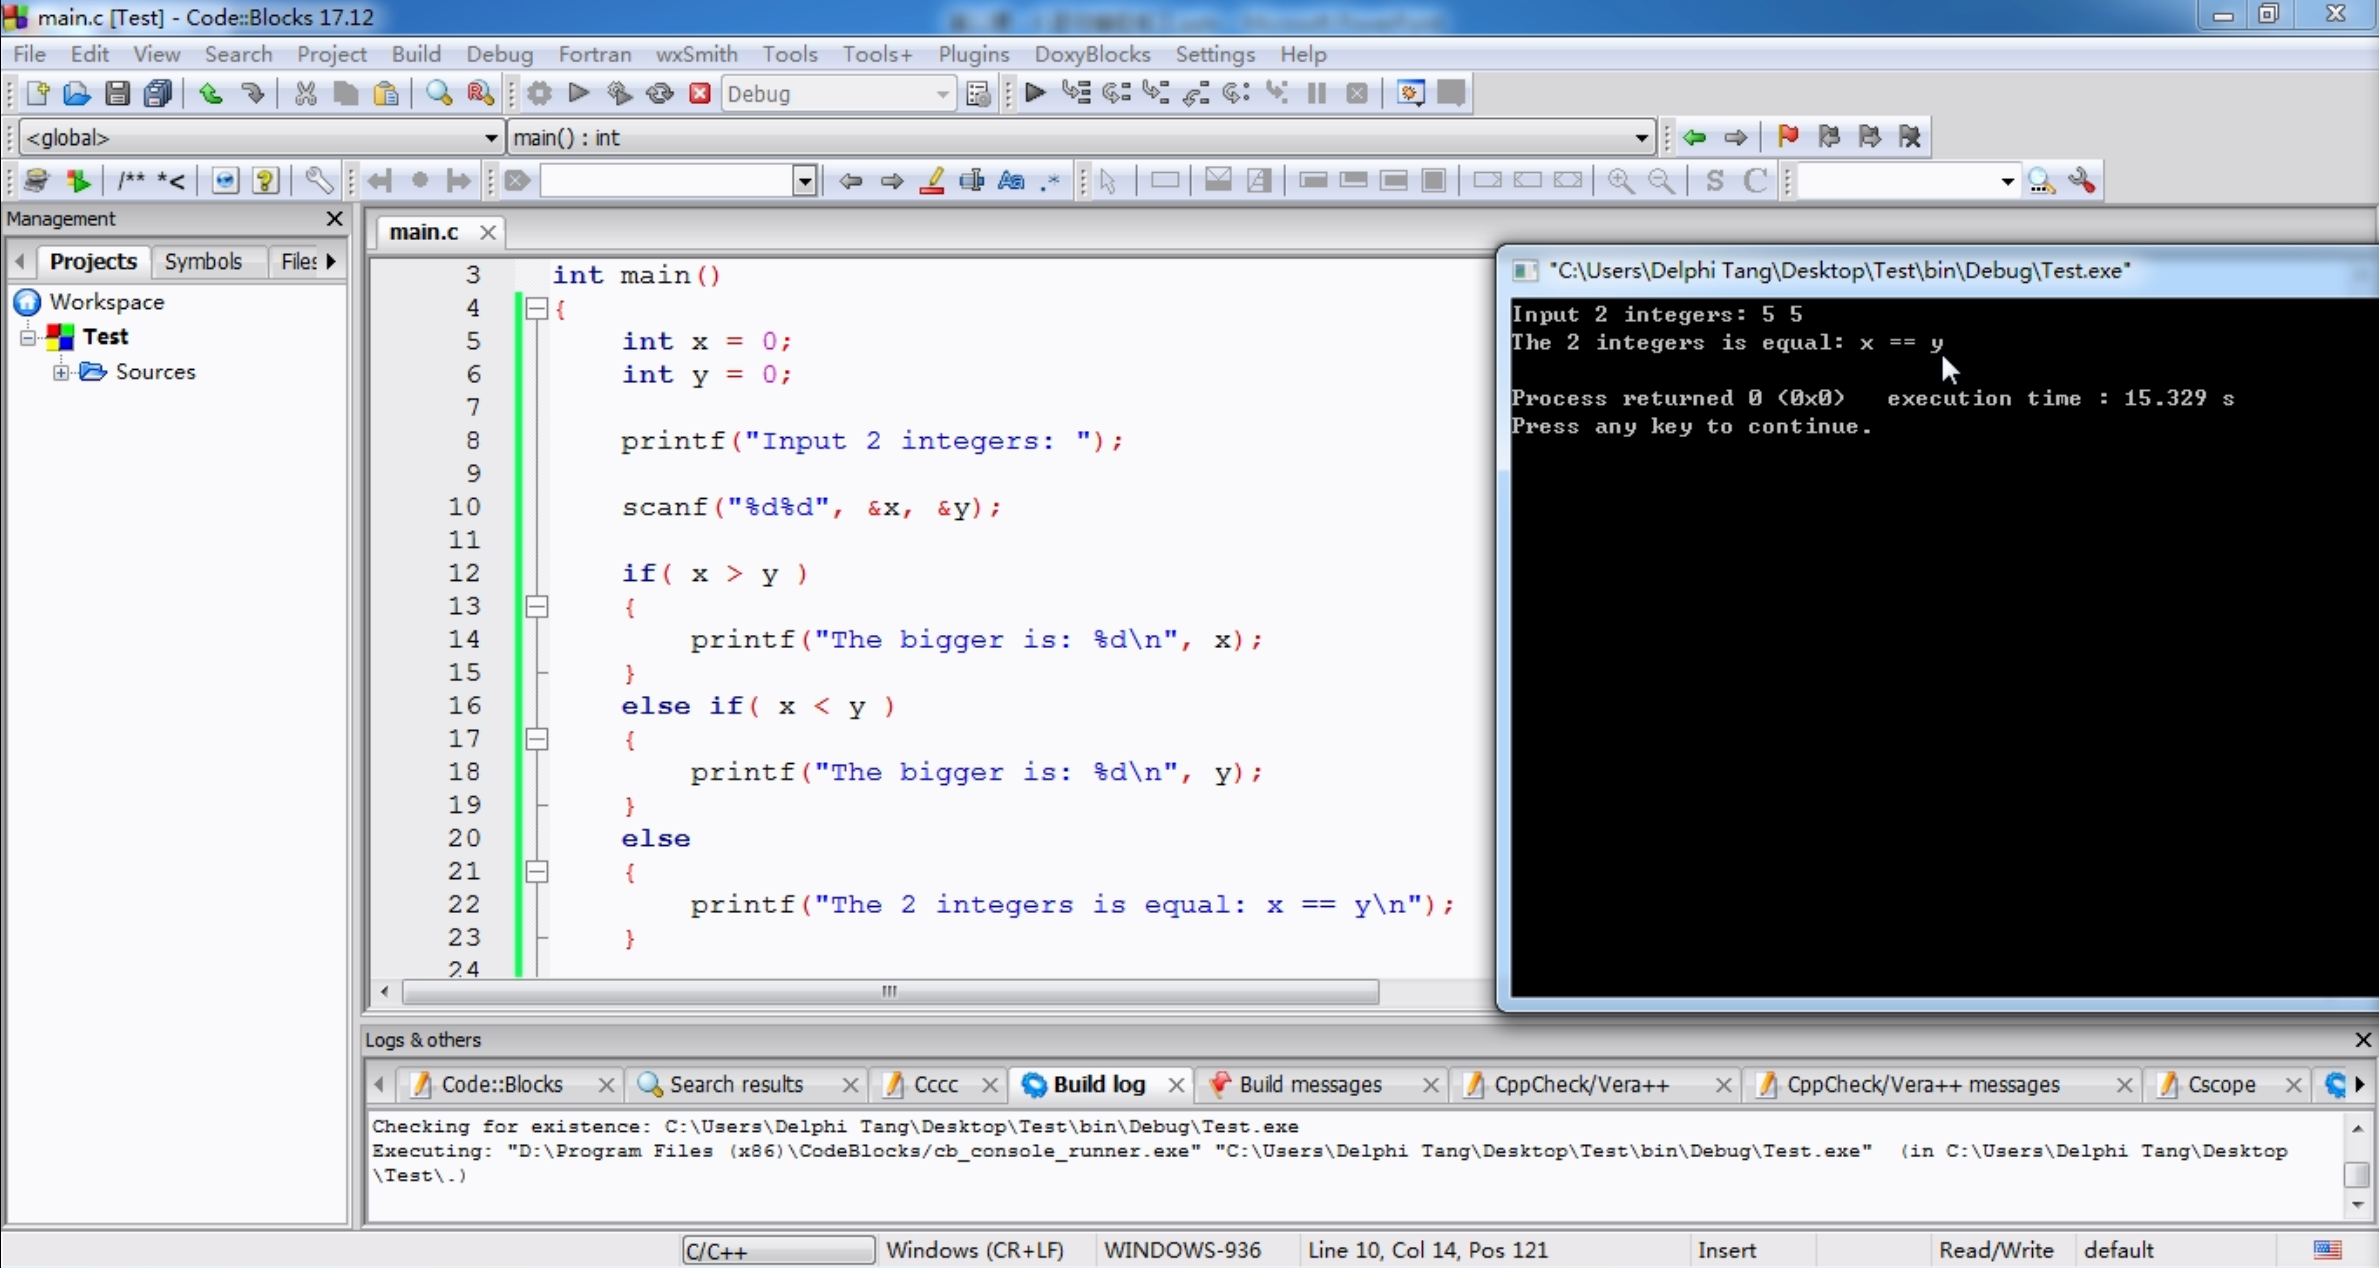 main.c [Test] - Code::Blocks 17.12
File Edit View Search Project Build Debug Fortran wxSmith Tools Tools+ Plugins DoxyBlocks Settings Help
Debug
<global> main() : int
/** *<
Aa .* S C
Management
Projects Symbols Files
Workspace
Test
Sources
main.c
3 int main()
4 {
5 int x = 0;
6 int y = 0;
7
8 printf("Input 2 integers: ");
9
10 scanf("%d%d", &x, &y);
11
12 if( x > y )
13 {
14 printf("The bigger is: %d\n", x);
15 }
16 else if( x < y )
17 {
18 printf("The bigger is: %d\n", y);
19 }
20 else
21 {
22 printf("The 2 integers is equal: x == y\n");
23 }
24
"C:\Users\Delphi Tang\Desktop\Test\bin\Debug\Test.exe"
Input 2 integers: 5 5
The 2 integers is equal: x == y
Process returned 0 (0x0) execution time : 15.329 s
Press any key to continue.
Logs & others
Code::Blocks Search results Cccc Build log Build messages CppCheck/Vera++ CppCheck/Vera++ messages Cscope
Checking for existence: C:\Users\Delphi Tang\Desktop\Test\bin\Debug\Test.exe
Executing: "D:\Program Files (x86)\CodeBlocks/cb_console_runner.exe" "C:\Users\Delphi Tang\Desktop\Test\bin\Debug\Test.exe" (in C:\Users\Delphi Tang\Desktop
\Test\.)
C/C++ Windows (CR+LF) WINDOWS-936 Line 10, Col 14, Pos 121 Insert Read/Write default